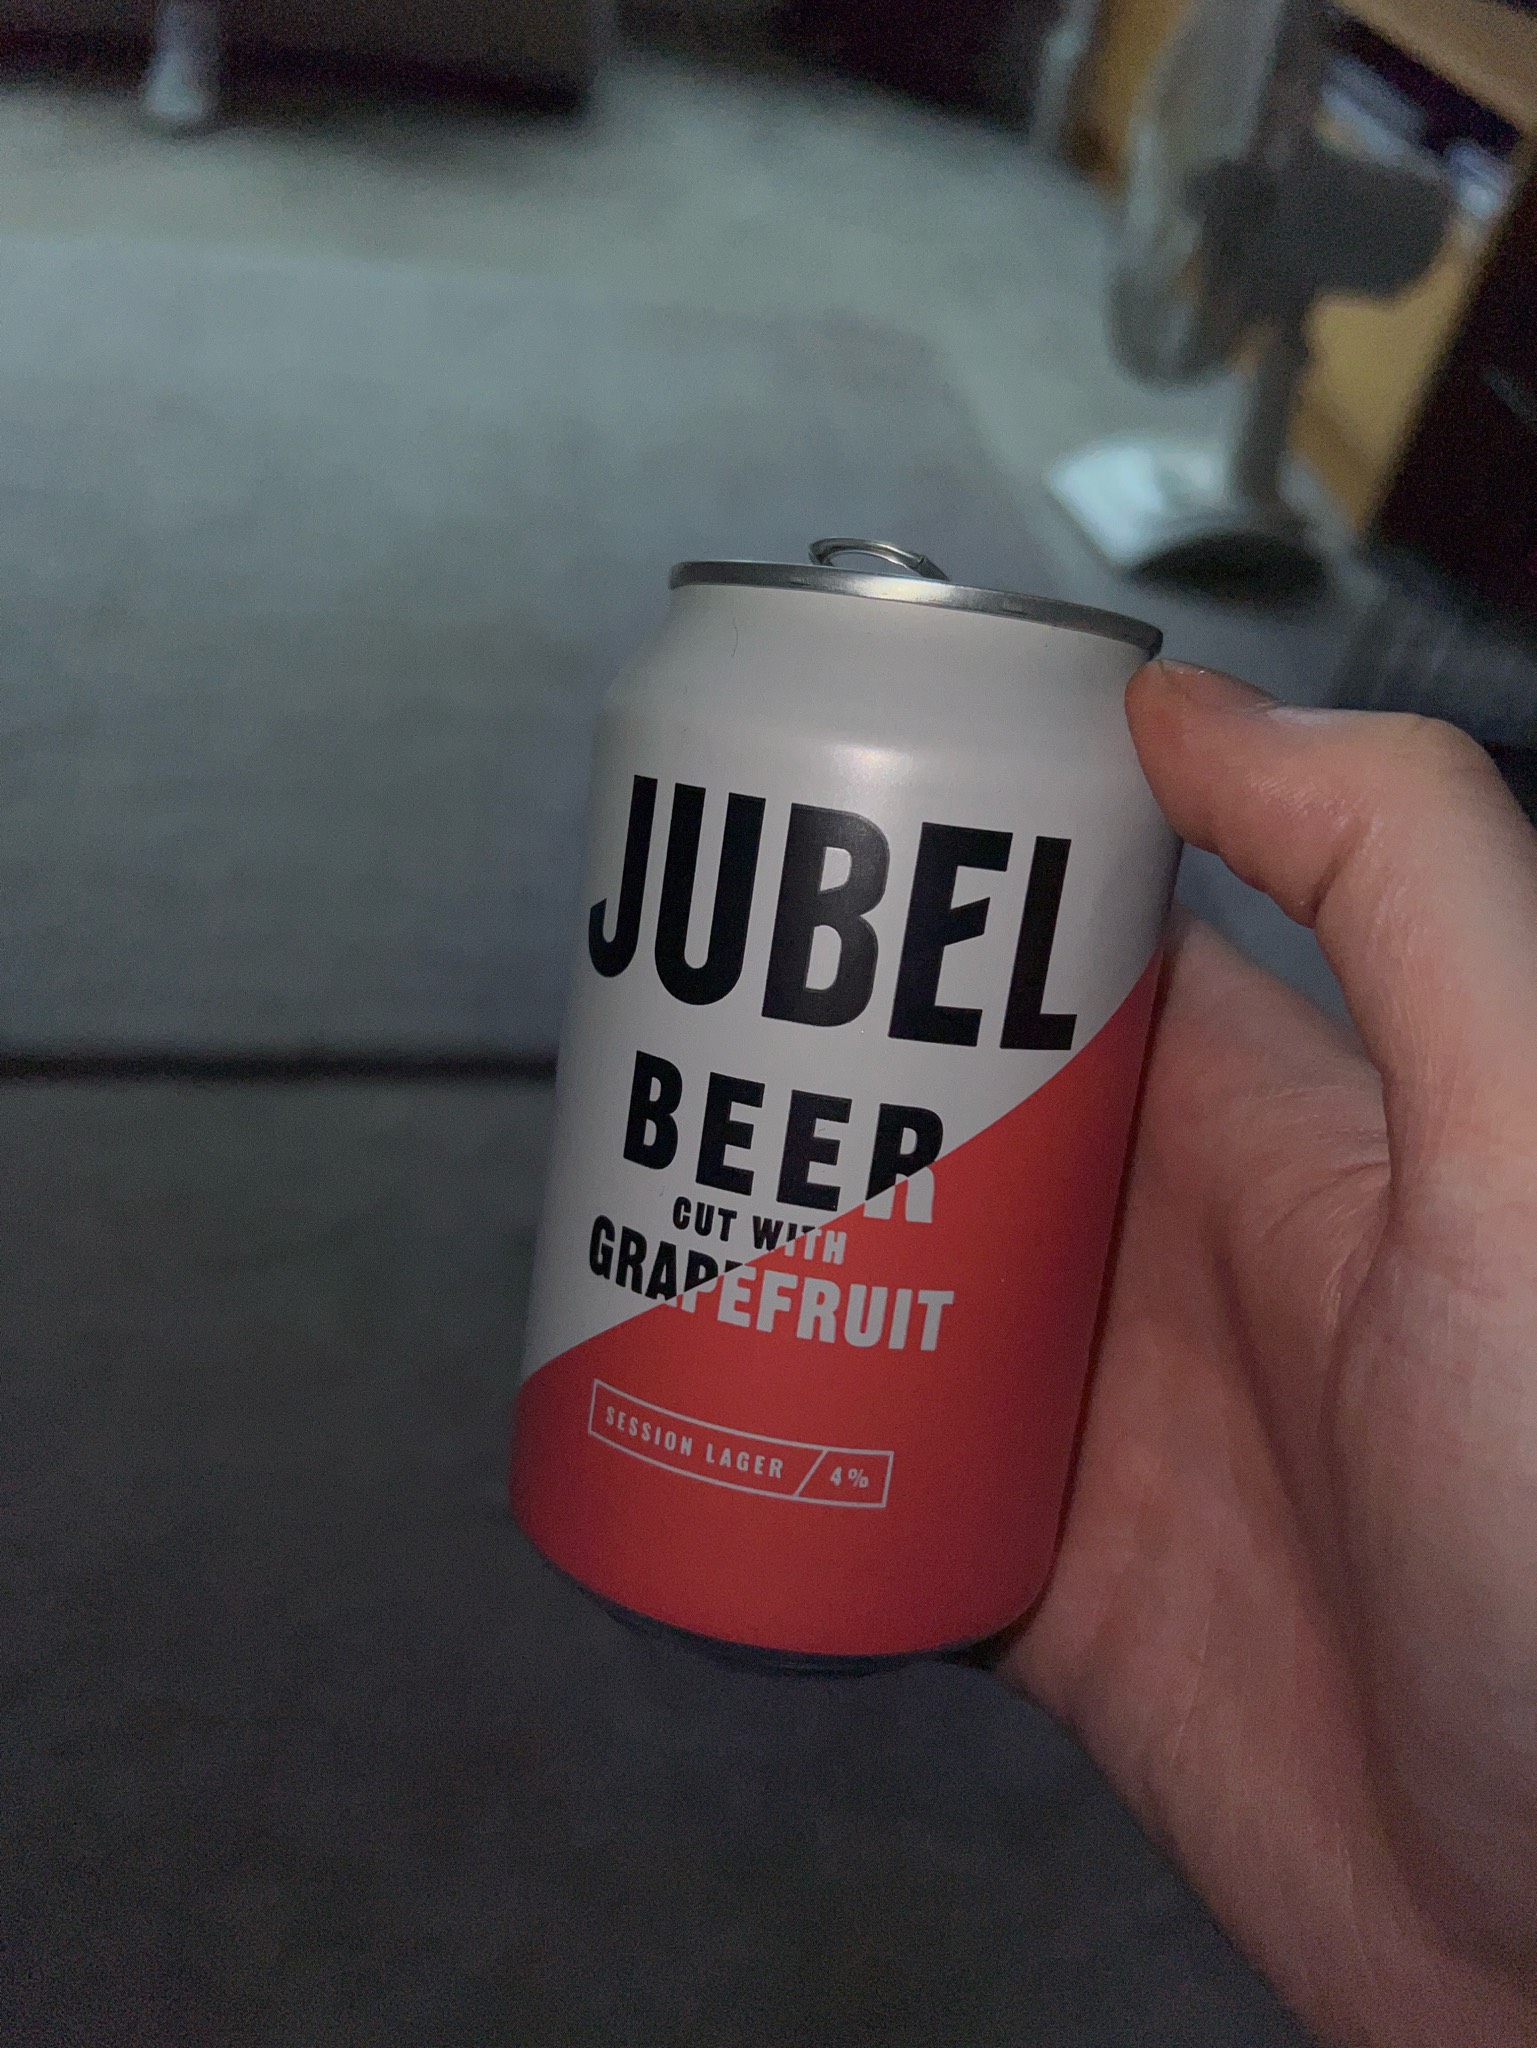 JUBEL
BEER
CUT WITH
GRAPEFRUIT
SESSION LAGER / 4%